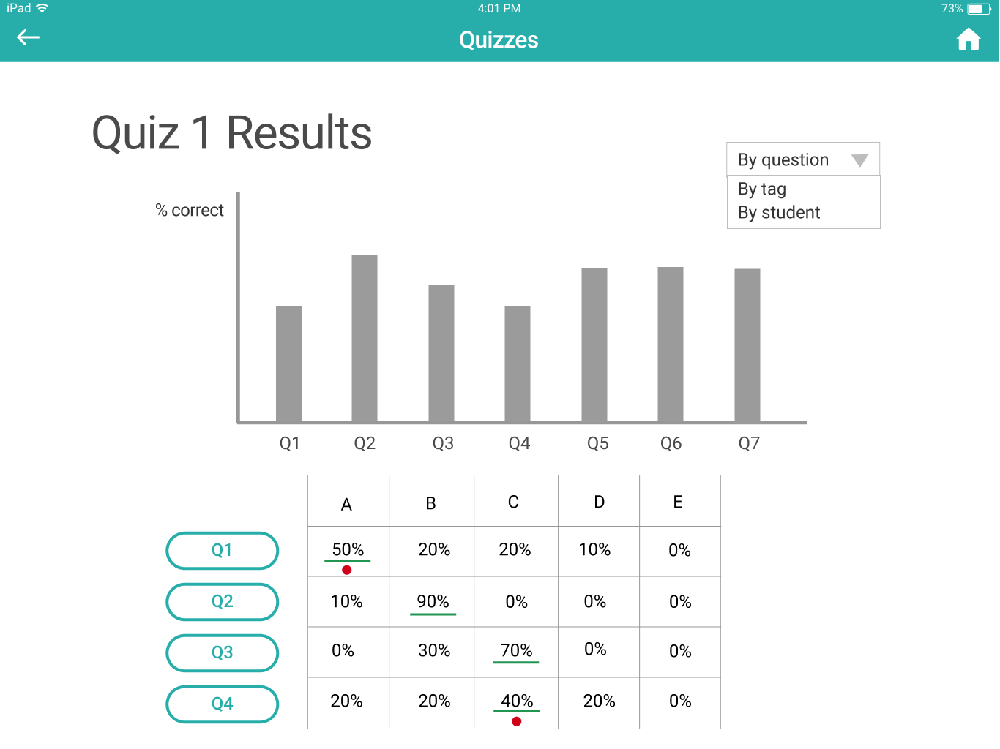 iPad 4:01 PM 73%
Quizzes
Quiz 1 Results
By question
By tag
By student
% correct
Q1 Q2 Q3 Q4 Q5 Q6 Q7
A B C D E
Q1 50% 20% 20% 10% 0%
Q2 10% 90% 0% 0% 0%
Q3 0% 30% 70% 0% 0%
Q4 20% 20% 40% 20% 0%